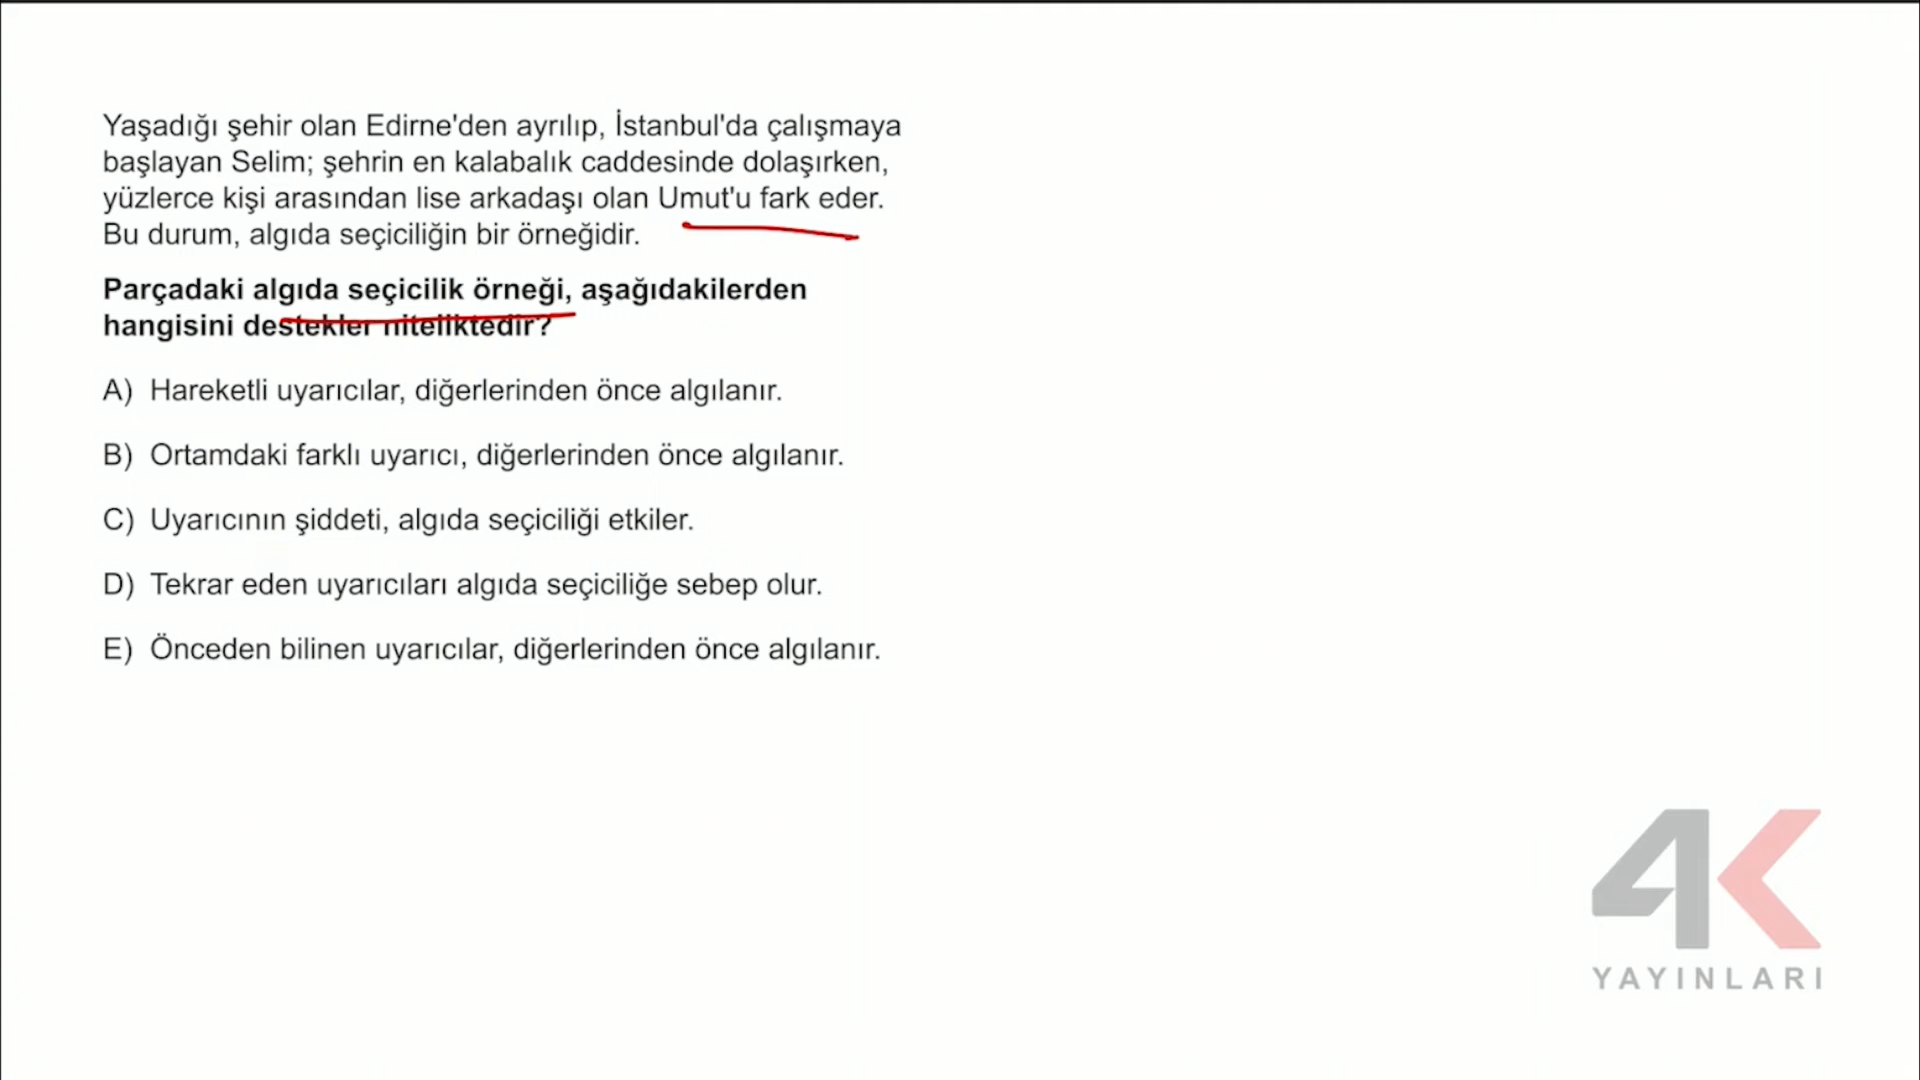 Yaşadığı şehir olan Edirne'den ayrılıp, İstanbul'da çalışmaya
başlayan Selim; şehrin en kalabalık caddesinde dolaşırken,
yüzlerce kişi arasından lise arkadaşı olan Umut'u fark eder.
Bu durum, algıda seçiciliğin bir örneğidir.
Parçadaki algıda seçicilik örneği, aşağıdakilerden
hangisini destekler niteliktedir?
A) Hareketli uyarıcılar, diğerlerinden önce algılanır.
B) Ortamdaki farklı uyarıcı, diğerlerinden önce algılanır.
C) Uyarıcının şiddeti, algıda seçiciliği etkiler.
D) Tekrar eden uyarıcıları algıda seçiciliğe sebep olur.
E) Önceden bilinen uyarıcılar, diğerlerinden önce algılanır.
4K
YAYINLARI